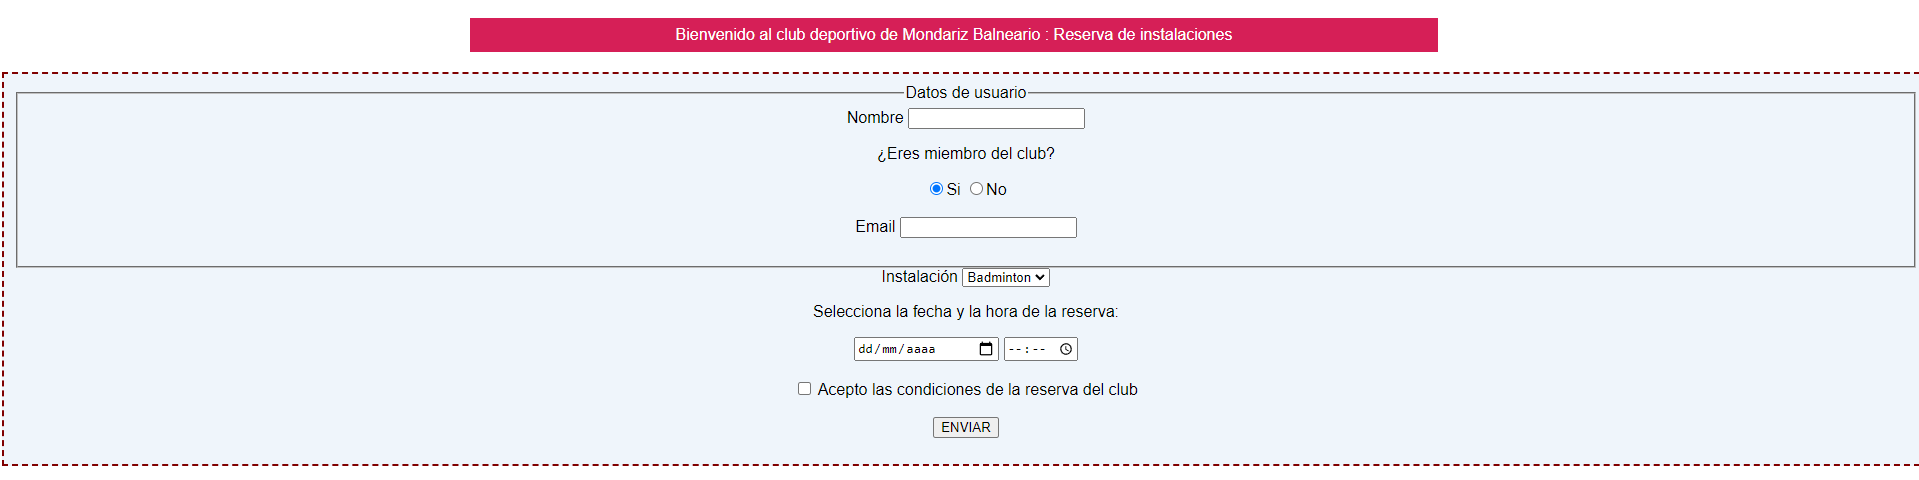 Bienvenido al club deportivo de Mondariz Balneario : Reserva de instalaciones
Datos de usuario
Nombre
¿Eres miembro del club?
Si No
Email
Instalación Badminton
Selecciona la fecha y la hora de la reserva:
dd/mm/aaaa --:--
Acepto las condiciones de la reserva del club
ENVIAR